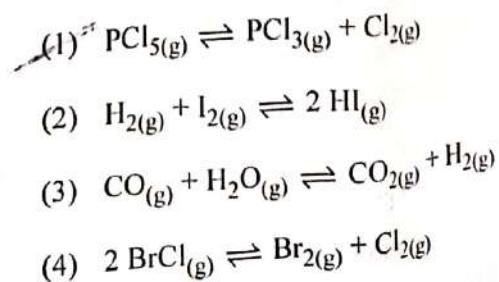 (1) PCl₅(g) ⇌ PCl₃(g) + Cl₂(g)
(2) H₂(g) + I₂(g) ⇌ 2 HI(g)
(3) CO(g) + H₂O(g) ⇌ CO₂(g) + H₂(g)
(4) 2 BrCl(g) ⇌ Br₂(g) + Cl₂(g)